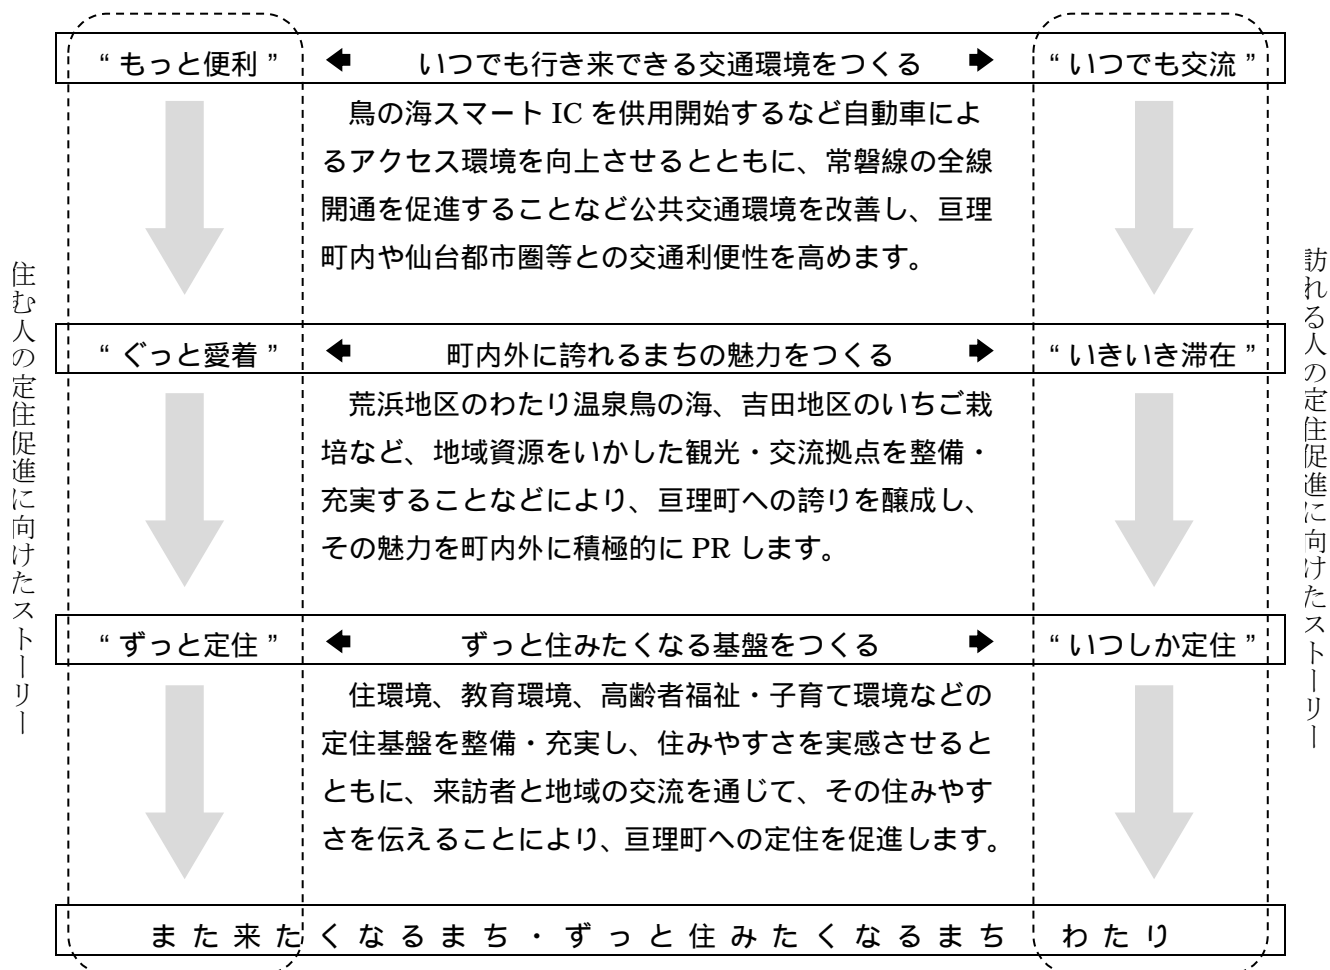 “もっと便利” いつでも行き来できる交通環境をつくる “いつでも交流”
鳥の海スマート IC を供用開始するなど自動車によ
るアクセス環境を向上させるとともに、常磐線の全線
開通を促進することなど公共交通環境を改善し、亘理
町内や仙台都市圏等との交通利便性を高めます。
“ぐっと愛着” 町内外に誇れるまちの魅力をつくる “いきいき滞在”
荒浜地区のわたり温泉鳥の海、吉田地区のいちご栽
培など、地域資源をいかした観光・交流拠点を整備・
充実することなどにより、亘理町への誇りを醸成し、
その魅力を町内外に積極的に PR します。
“ずっと定住” ずっと住みたくなる基盤をつくる “いつしか定住”
住環境、教育環境、高齢者福祉・子育て環境などの
定住基盤を整備・充実し、住みやすさを実感させると
ともに、来訪者と地域の交流を通じて、その住みやす
さを伝えることにより、亘理町への定住を促進します。
また来たくなるまち・ずっと住みたくなるまち わたり
住む人の定住促進に向けたストーリー
訪れる人の定住促進に向けたストーリー